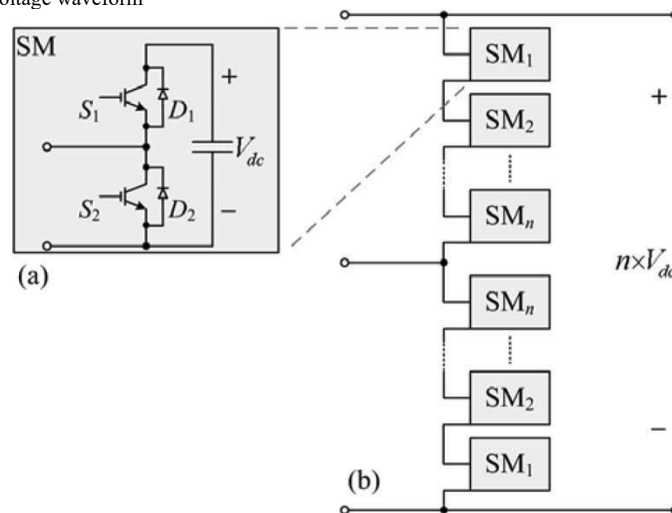 oltage waveform
SM
S1
D1
+
Vdc
S2
D2
−
(a)
SM1
+
SM2
SMn
n×Vdc
SMn
SM2
−
(b)
SM1